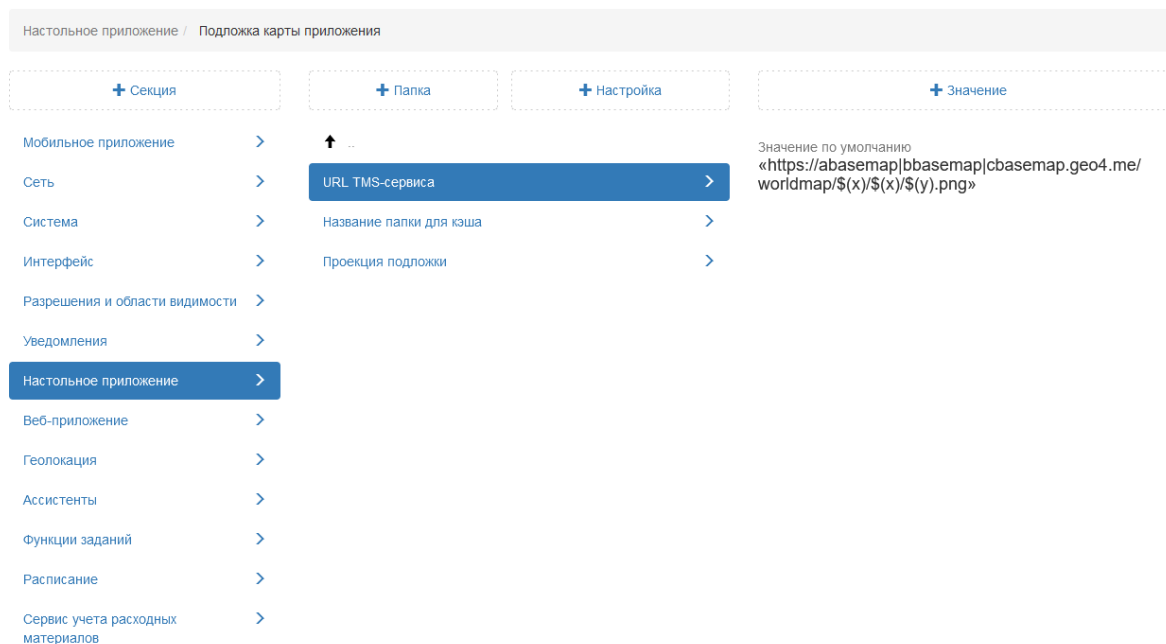 Настольное приложение / Подложка карты приложения
+ Секция
+ Папка
+ Настройка
+ Значение
Мобильное приложение
Сеть
Система
Интерфейс
Разрешения и области видимости
Уведомления
Настольное приложение
Веб-приложение
Геолокация
Ассистенты
Функции заданий
Расписание
Сервис учета расходных
материалов
..
URL TMS-сервиса
Название папки для кэша
Проекция подложки
Значение по умолчанию
«https://abasemap|bbasemap|cbasemap.geo4.me/
worldmap/$(x)/$(x)/$(y).png»